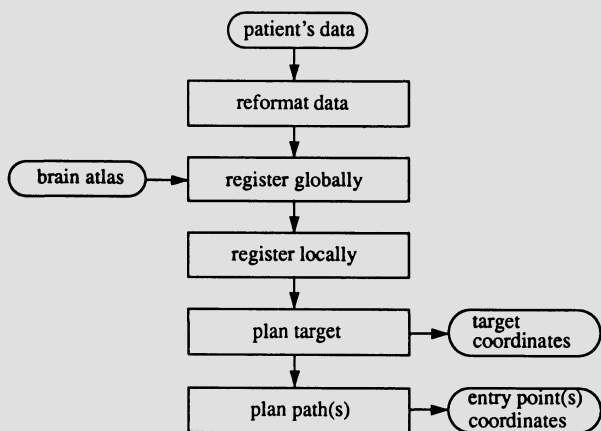 patient's data
reformat data
brain atlas
register globally
register locally
plan target
target
coordinates
plan path(s)
entry point(s)
coordinates